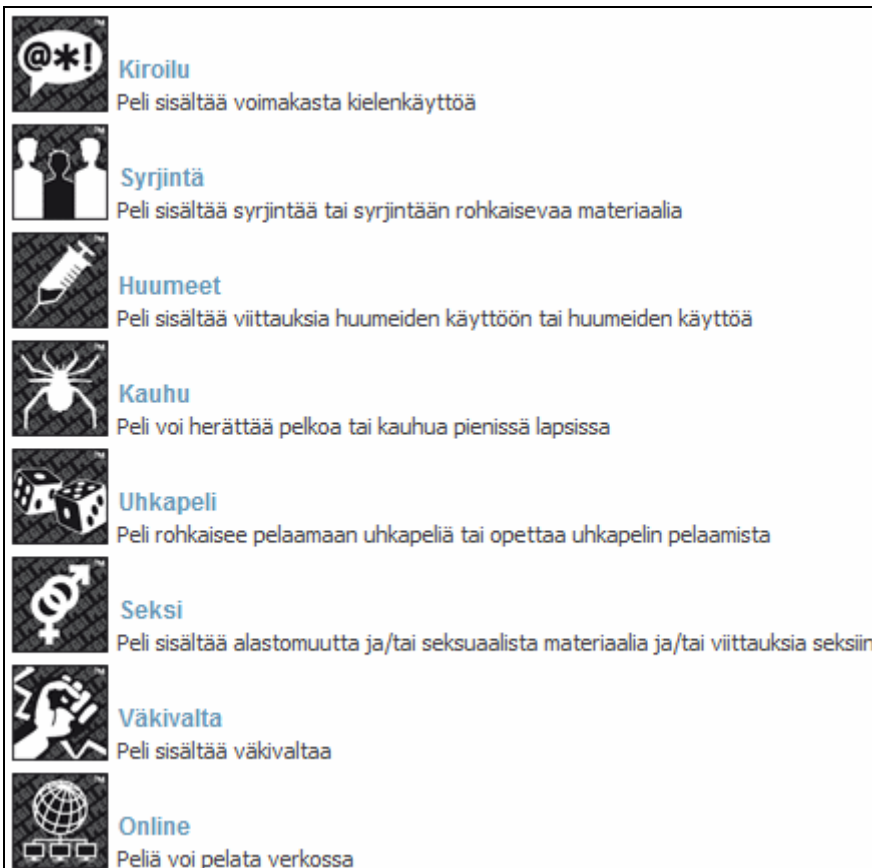 @*!
Kiroilu
Peli sisältää voimakasta kielenkäyttöä
Syrjintä
Peli sisältää syrjintää tai syrjintään rohkaisevaa materiaalia
Huumeet
Peli sisältää viittauksia huumeiden käyttöön tai huumeiden käyttöä
Kauhu
Peli voi herättää pelkoa tai kauhua pienissä lapsissa
Uhkapeli
Peli rohkaisee pelaamaan uhkapeliä tai opettaa uhkapelin pelaamista
Seksi
Peli sisältää alastomuutta ja/tai seksuaalista materiaalia ja/tai viittauksia seksiin
Väkivalta
Peli sisältää väkivaltaa
Online
Peliä voi pelata verkossa